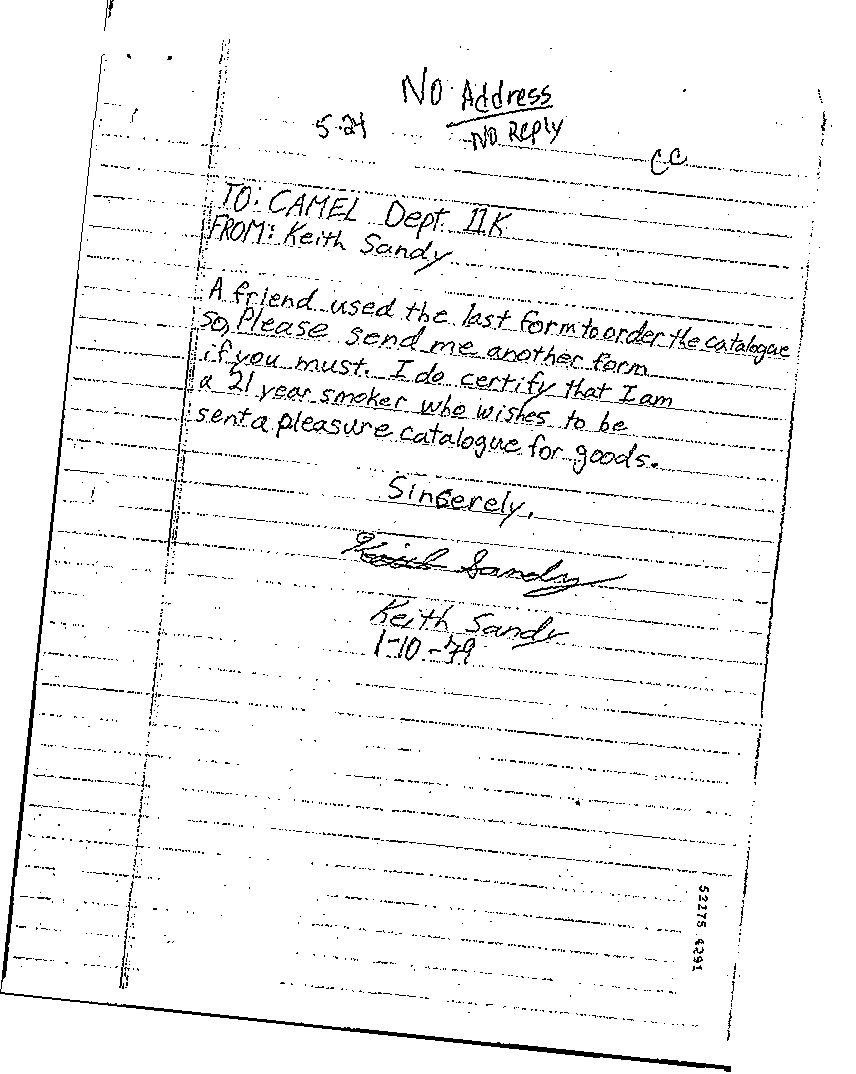 No Address
5-24
No Reply
CC
TO: CAMEL Dept. IIK
FROM: Keith Sandy
A friend used the last form to order the catalogue
so, Please send me another form
if you must. I do certify that I am
a 21 year smoker who wishes to be
sent a pleasure catalogue for goods.
Sincerely,
Keith Sandy
Keith Sandy
1-10-79
52275 4291